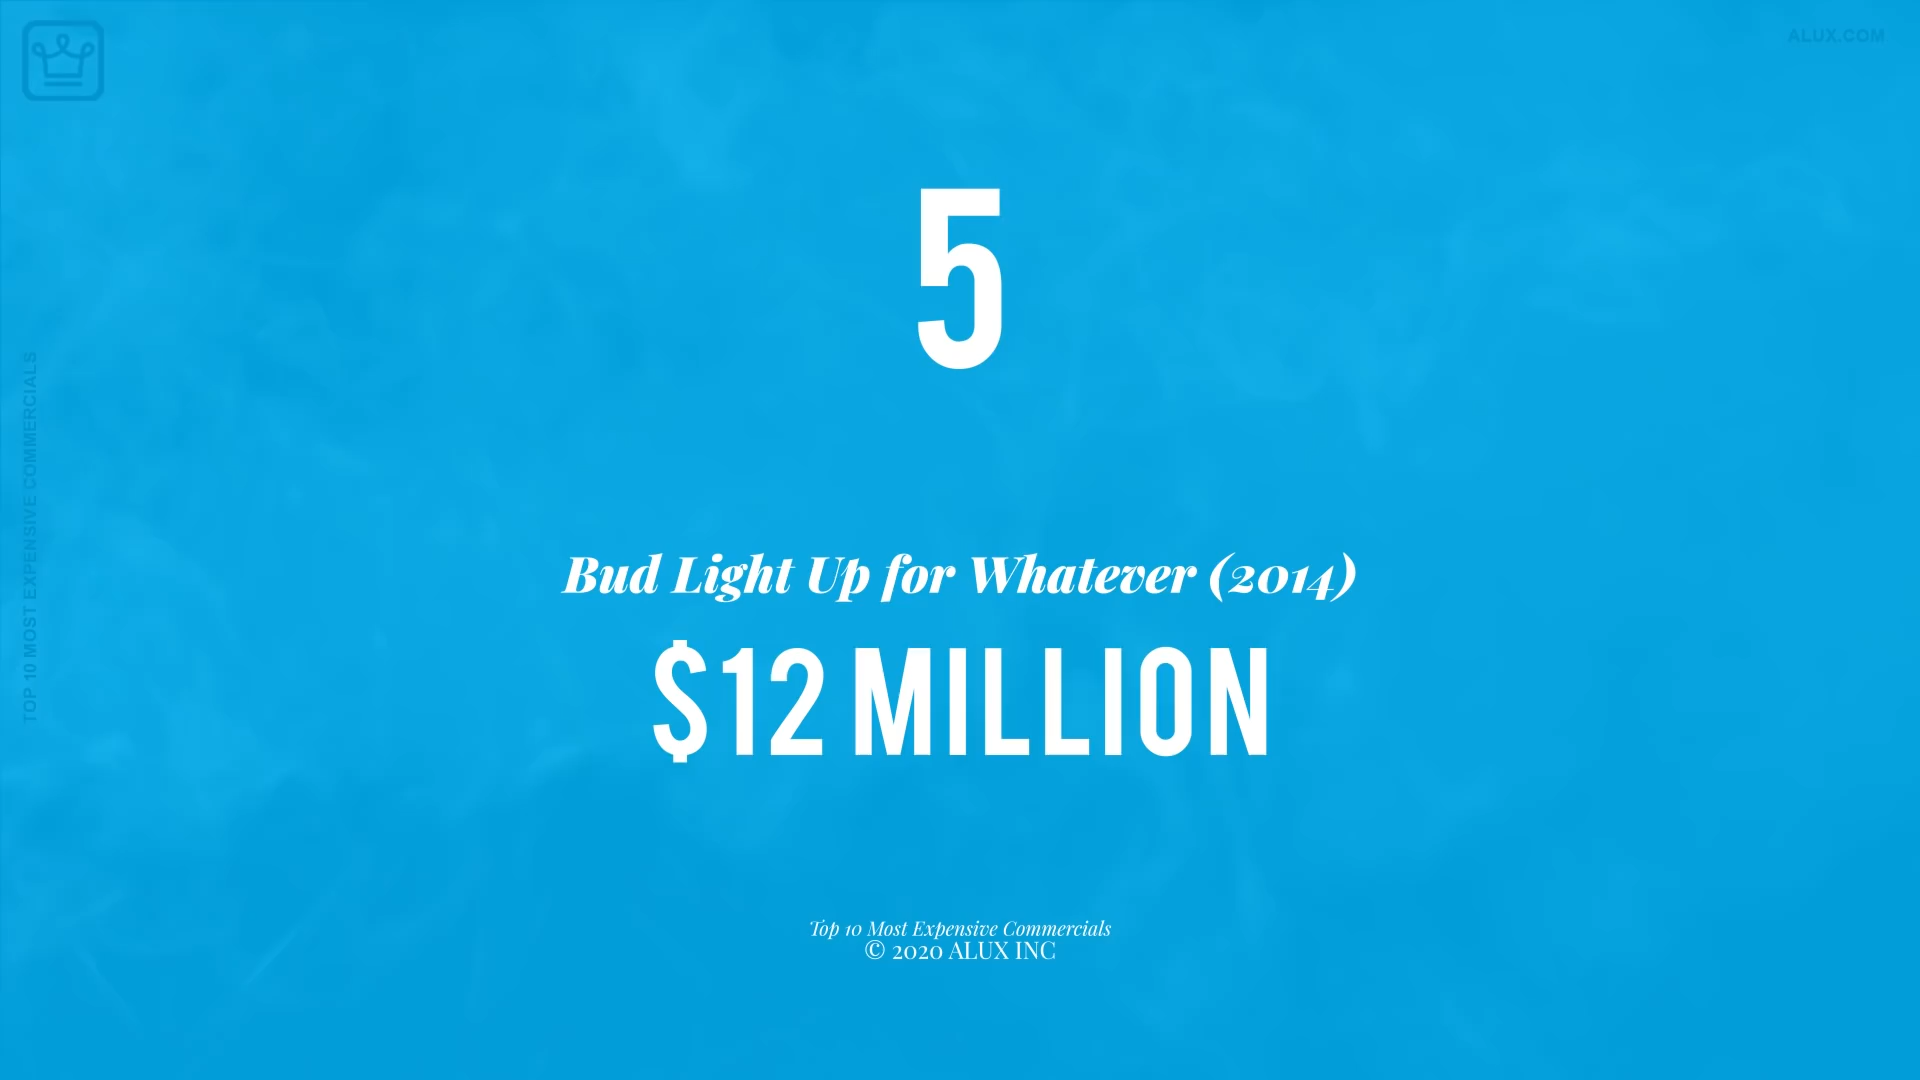 ALUX.COM
5
TOP 10 MOST EXPENSIVE COMMERCIALS
Bud Light Up for Whatever (2014)
$12 MILLION
Top 10 Most Expensive Commercials
© 2020 ALUX INC